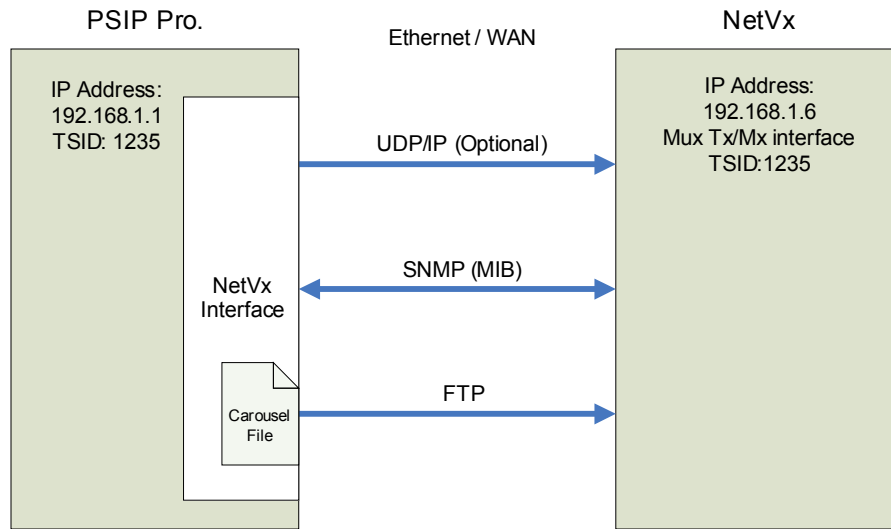 PSIP Pro.
Ethernet / WAN
NetVx
IP Address:
192.168.1.1
TSID: 1235
IP Address:
192.168.1.6
Mux Tx/Mx interface
TSID:1235
UDP/IP (Optional)
SNMP (MIB)
NetVx
Interface
FTP
Carousel
File